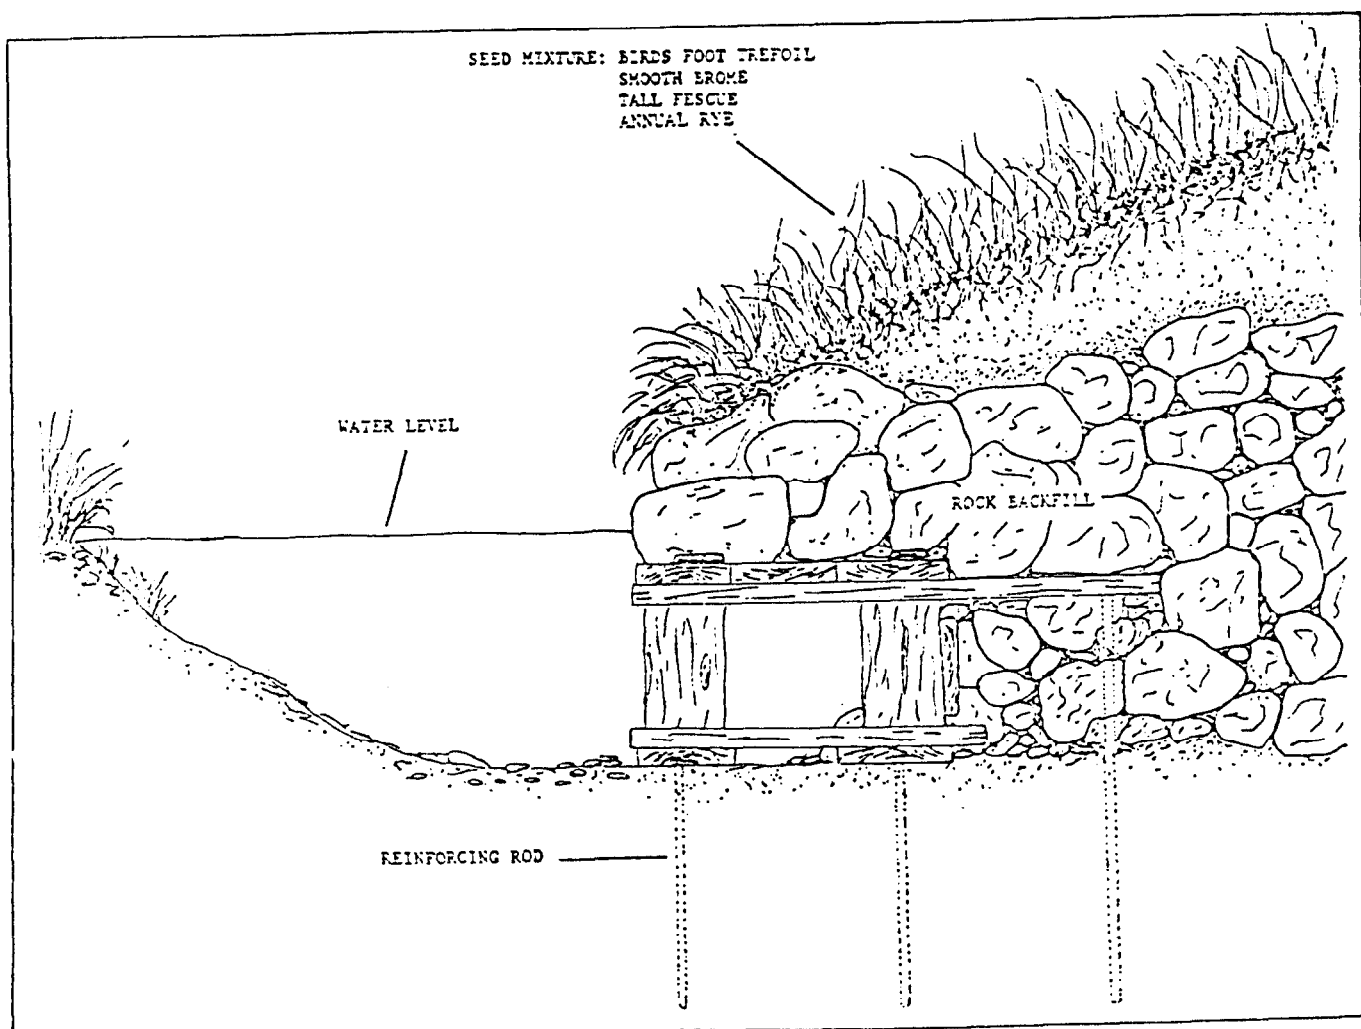 SEED MIXTURE: BIRDS FOOT TREFOIL
SMOOTH BROME
TALL FESCUE
ANNUAL RYE
WATER LEVEL
ROCK BACKFILL
REINFORCING ROD